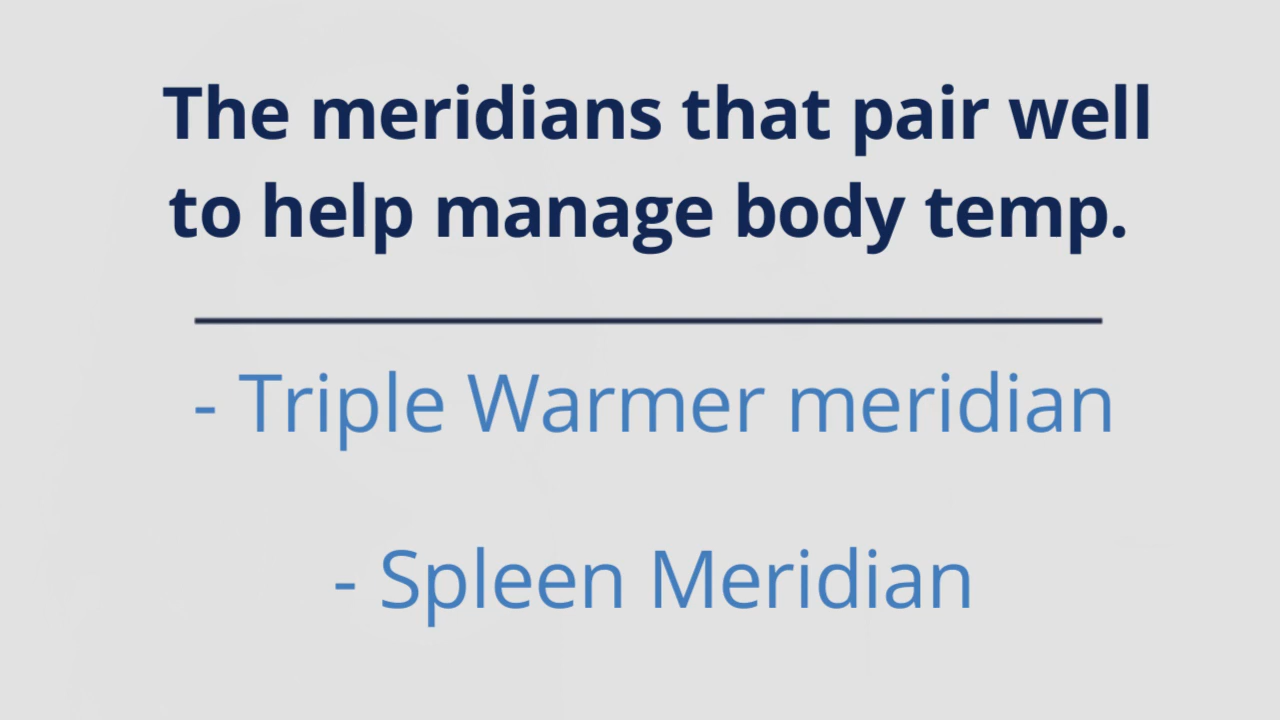 The meridians that pair well
to help manage body temp.
- Triple Warmer meridian
- Spleen Meridian